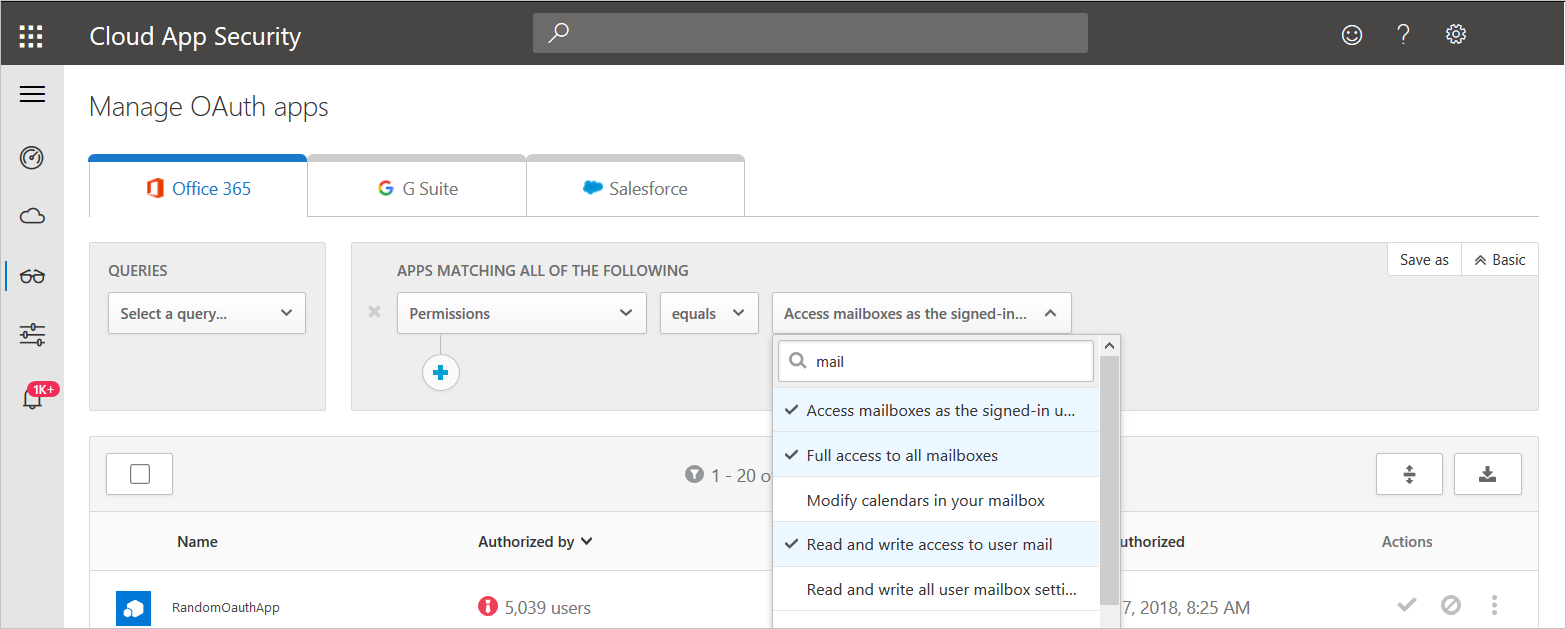 Cloud App Security
Manage OAuth apps
Office 365
G Suite
Salesforce
QUERIES
Select a query...
APPS MATCHING ALL OF THE FOLLOWING
Save as
Basic
Permissions
equals
Access mailboxes as the signed-in...
mail
Access mailboxes as the signed-in u...
Full access to all mailboxes
Modify calendars in your mailbox
Read and write access to user mail
Read and write all user mailbox setti...
1K+
1 - 20
Name
Authorized by
Actions
RandomOauthApp
5,039 users
7, 2018, 8:25 AM